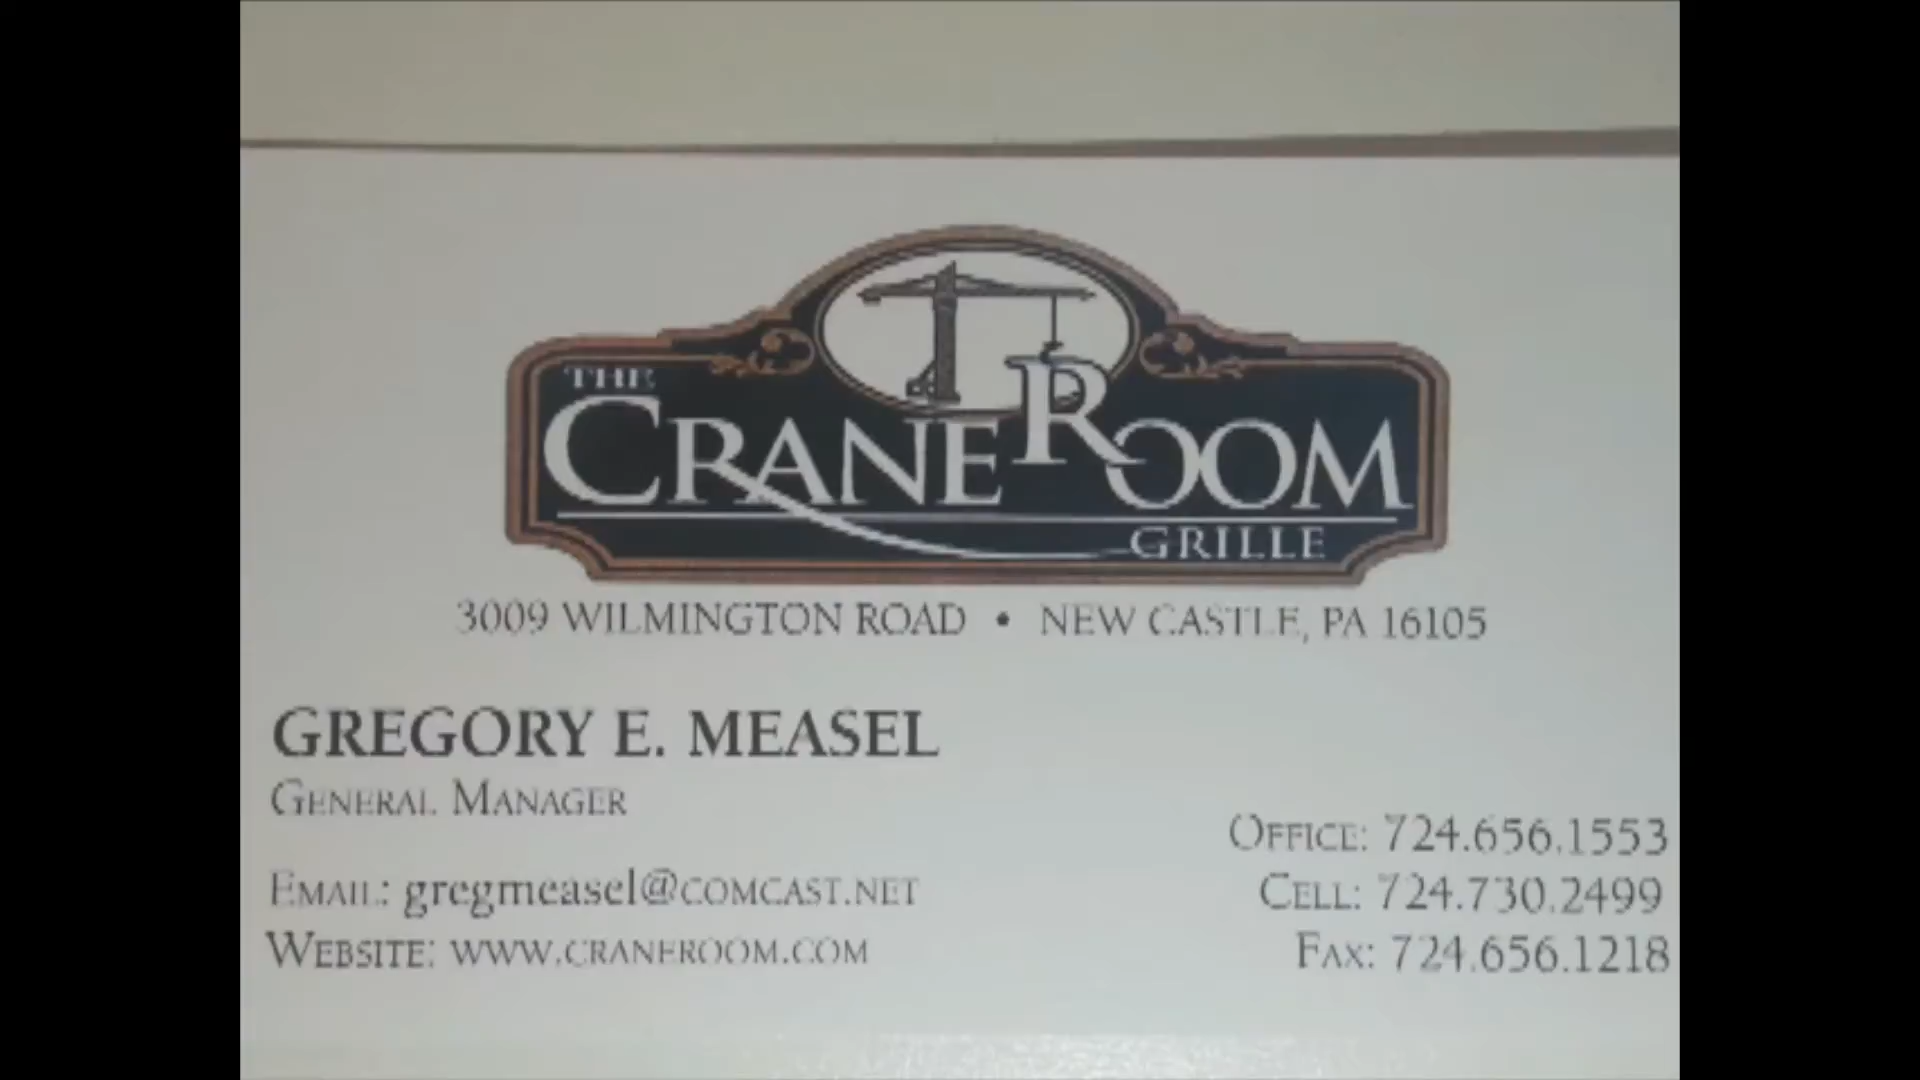 THE
CRANE ROOM
GRILLE
3009 WILMINGTON ROAD • NEW CASTLE, PA 16105
GREGORY E. MEASEL
GENERAL MANAGER
EMAIL: gregmeasel@COMCAST.NET
WEBSITE: WWW.CRANEROOM.COM
OFFICE: 724.656.1553
CELL: 724.730.2499
FAX: 724.656.1218